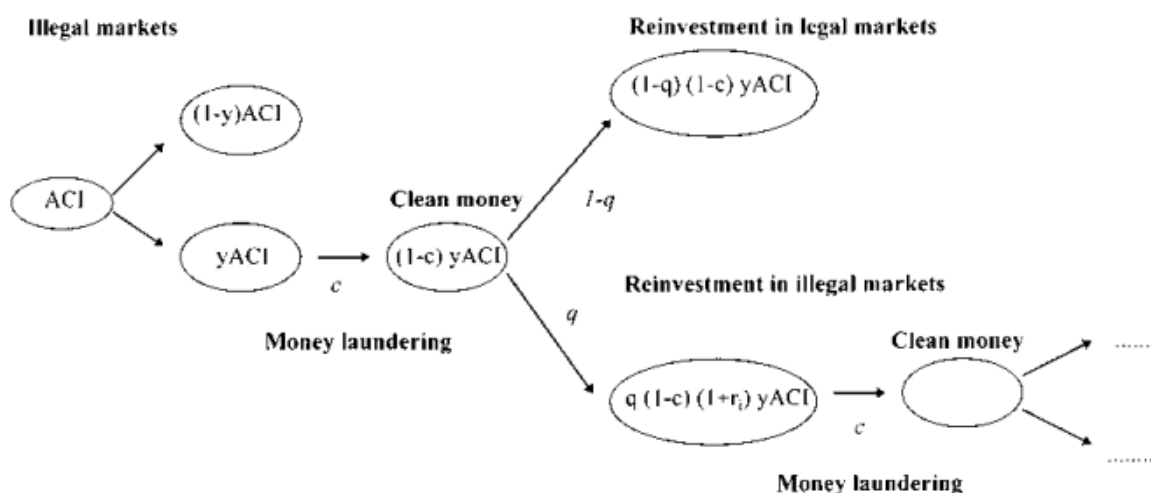 Illegal markets
Reinvestment in legal markets
(1-y)ACI
(1-q) (1-c) yACI
ACI
Clean money
1-q
yACI
c
(1-c) yACI
Reinvestment in illegal markets
q
Money laundering
Clean money
......
q (1-c) (1+rᵢ) yACI
c
......
Money laundering